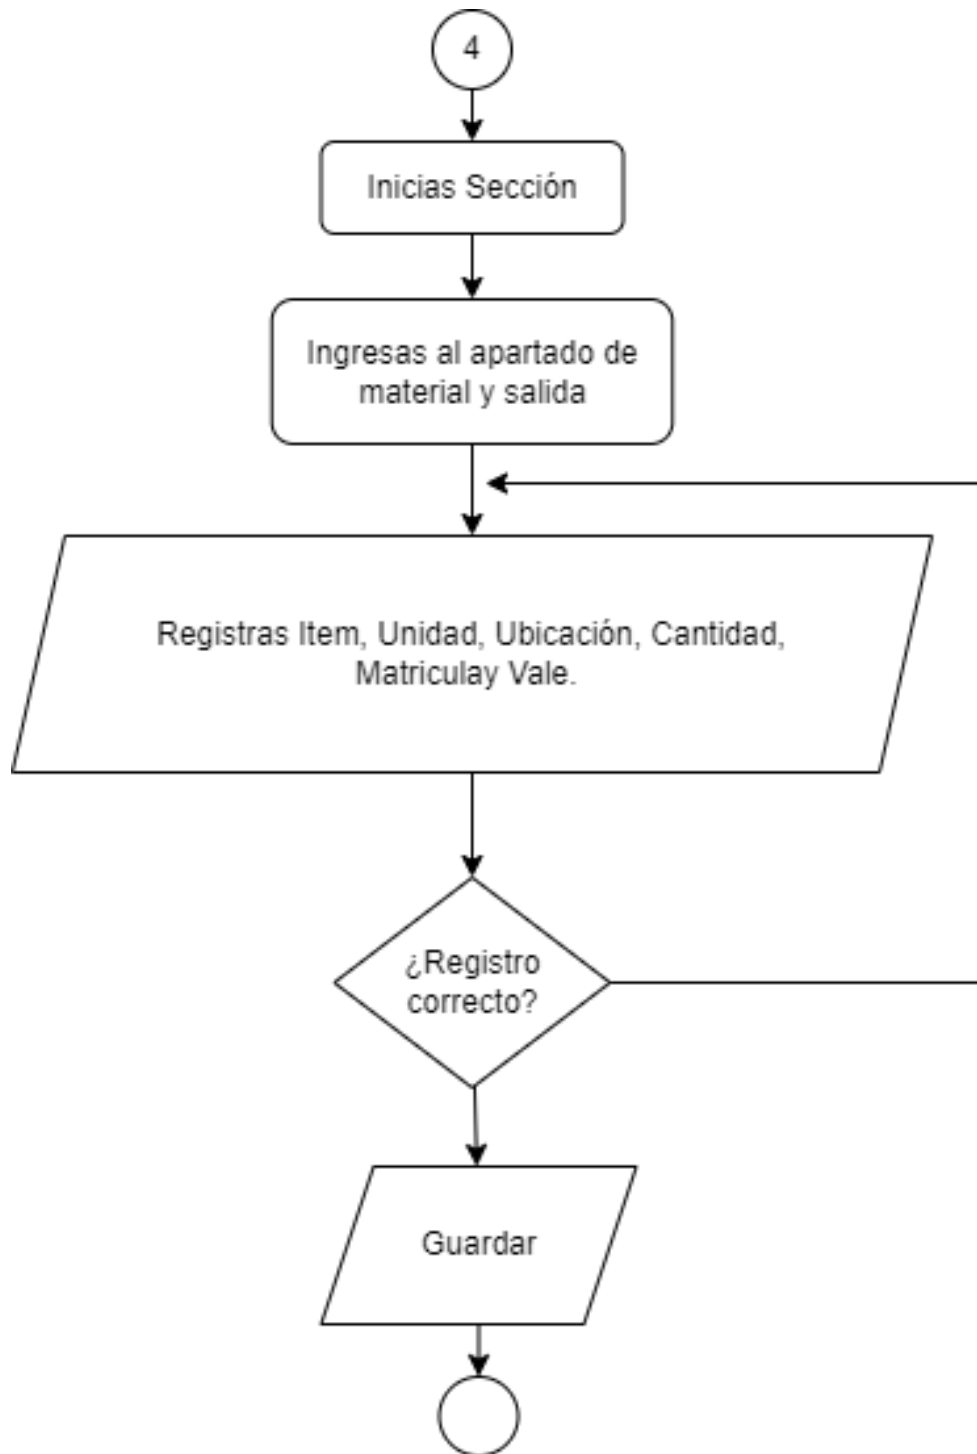 4
Inicias Sección
Ingresas al apartado de
material y salida
Registras Item, Unidad, Ubicación, Cantidad,
Matriculay Vale.
¿Registro
correcto?
Guardar